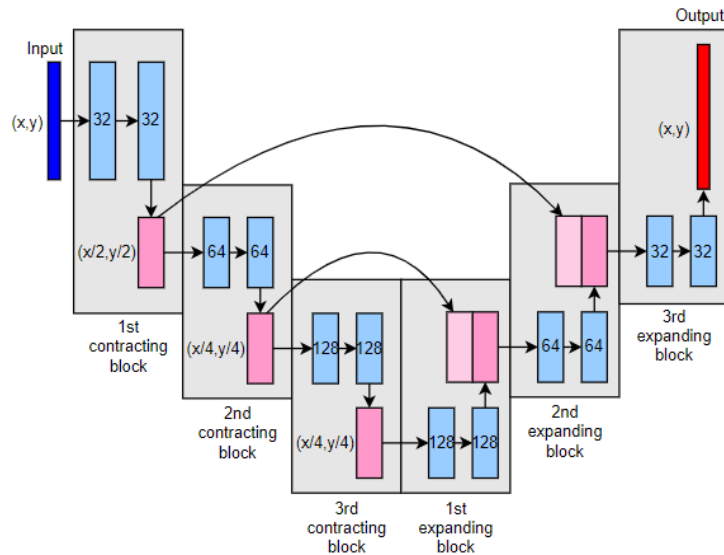 Input
(x,y)
32
32
(x/2,y/2)
1st
contracting
block
64
64
(x/4,y/4)
2nd
contracting
block
128
128
(x/4,y/4)
3rd
contracting
block
128
128
1st
expanding
block
64
64
2nd
expanding
block
32
32
3rd
expanding
block
(x,y)
Output